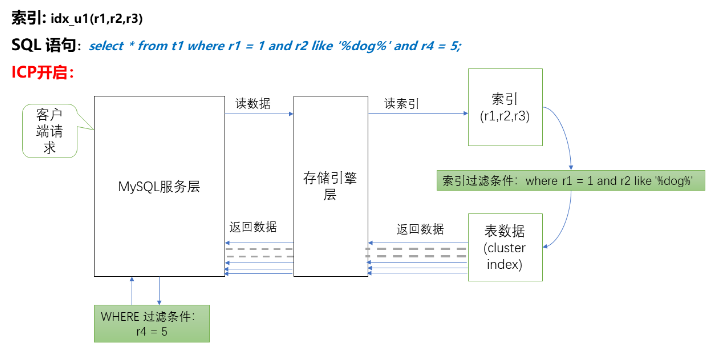 索引: idx_u1(r1,r2,r3)
SQL 语句：select * from t1 where r1 = 1 and r2 like '%dog%' and r4 = 5;
ICP开启：
客户
端请
求
MySQL服务层
读数据
存储引擎
层
读索引
索引
(r1,r2,r3)
索引过滤条件：where r1 = 1 and r2 like '%dog%'
返回数据
返回数据
表数据
(cluster
index)
WHERE 过滤条件：
r4 = 5